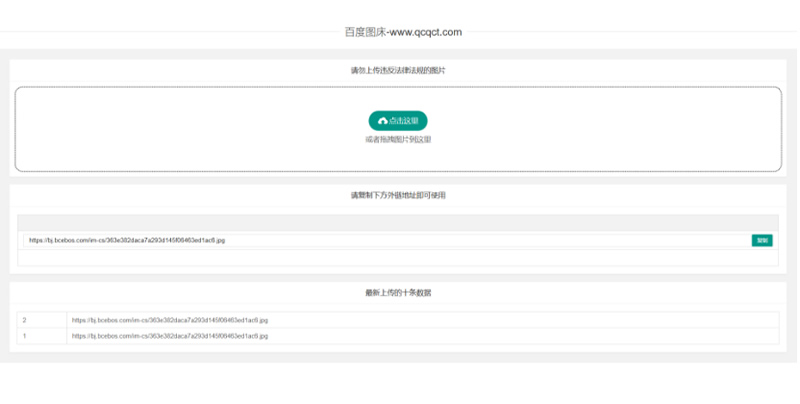 百度图床-www.qcqct.com
请勿上传违反法律法规的图片
点击这里
或者拖拽图片到这里
请复制下方外链地址即可使用
https://bj.bcebos.com/im-cs/363e382daca7a293d145f06463ed1ac6.jpg
复制
最新上传的十条数据
2 https://bj.bcebos.com/im-cs/363e382daca7a293d145f06463ed1ac6.jpg
1 https://bj.bcebos.com/im-cs/363e382daca7a293d145f06463ed1ac6.jpg